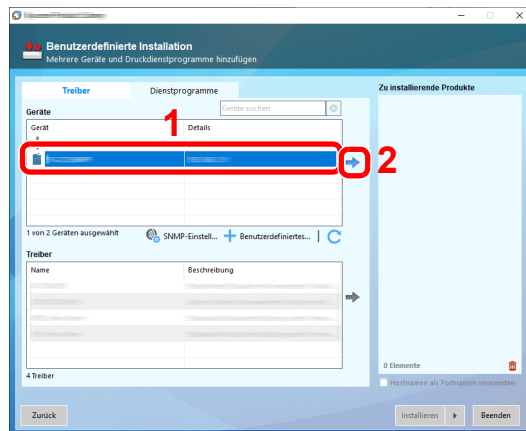 Benutzerdefinierte Installation
Mehrere Geräte und Druckdienstprogramme hinzufügen
Treiber
Dienstprogramme
Zu installierende Produkte
Geräte
Geräte suchen
1
Gerät
Details
2
1 von 2 Geräten ausgewählt
SNMP-Einstell...
Benutzerdefiniertes...
Treiber
Name
Beschreibung
4 Treiber
0 Elemente
Hostnamen als Portnamen verwenden
Zurück
Installieren
Beenden